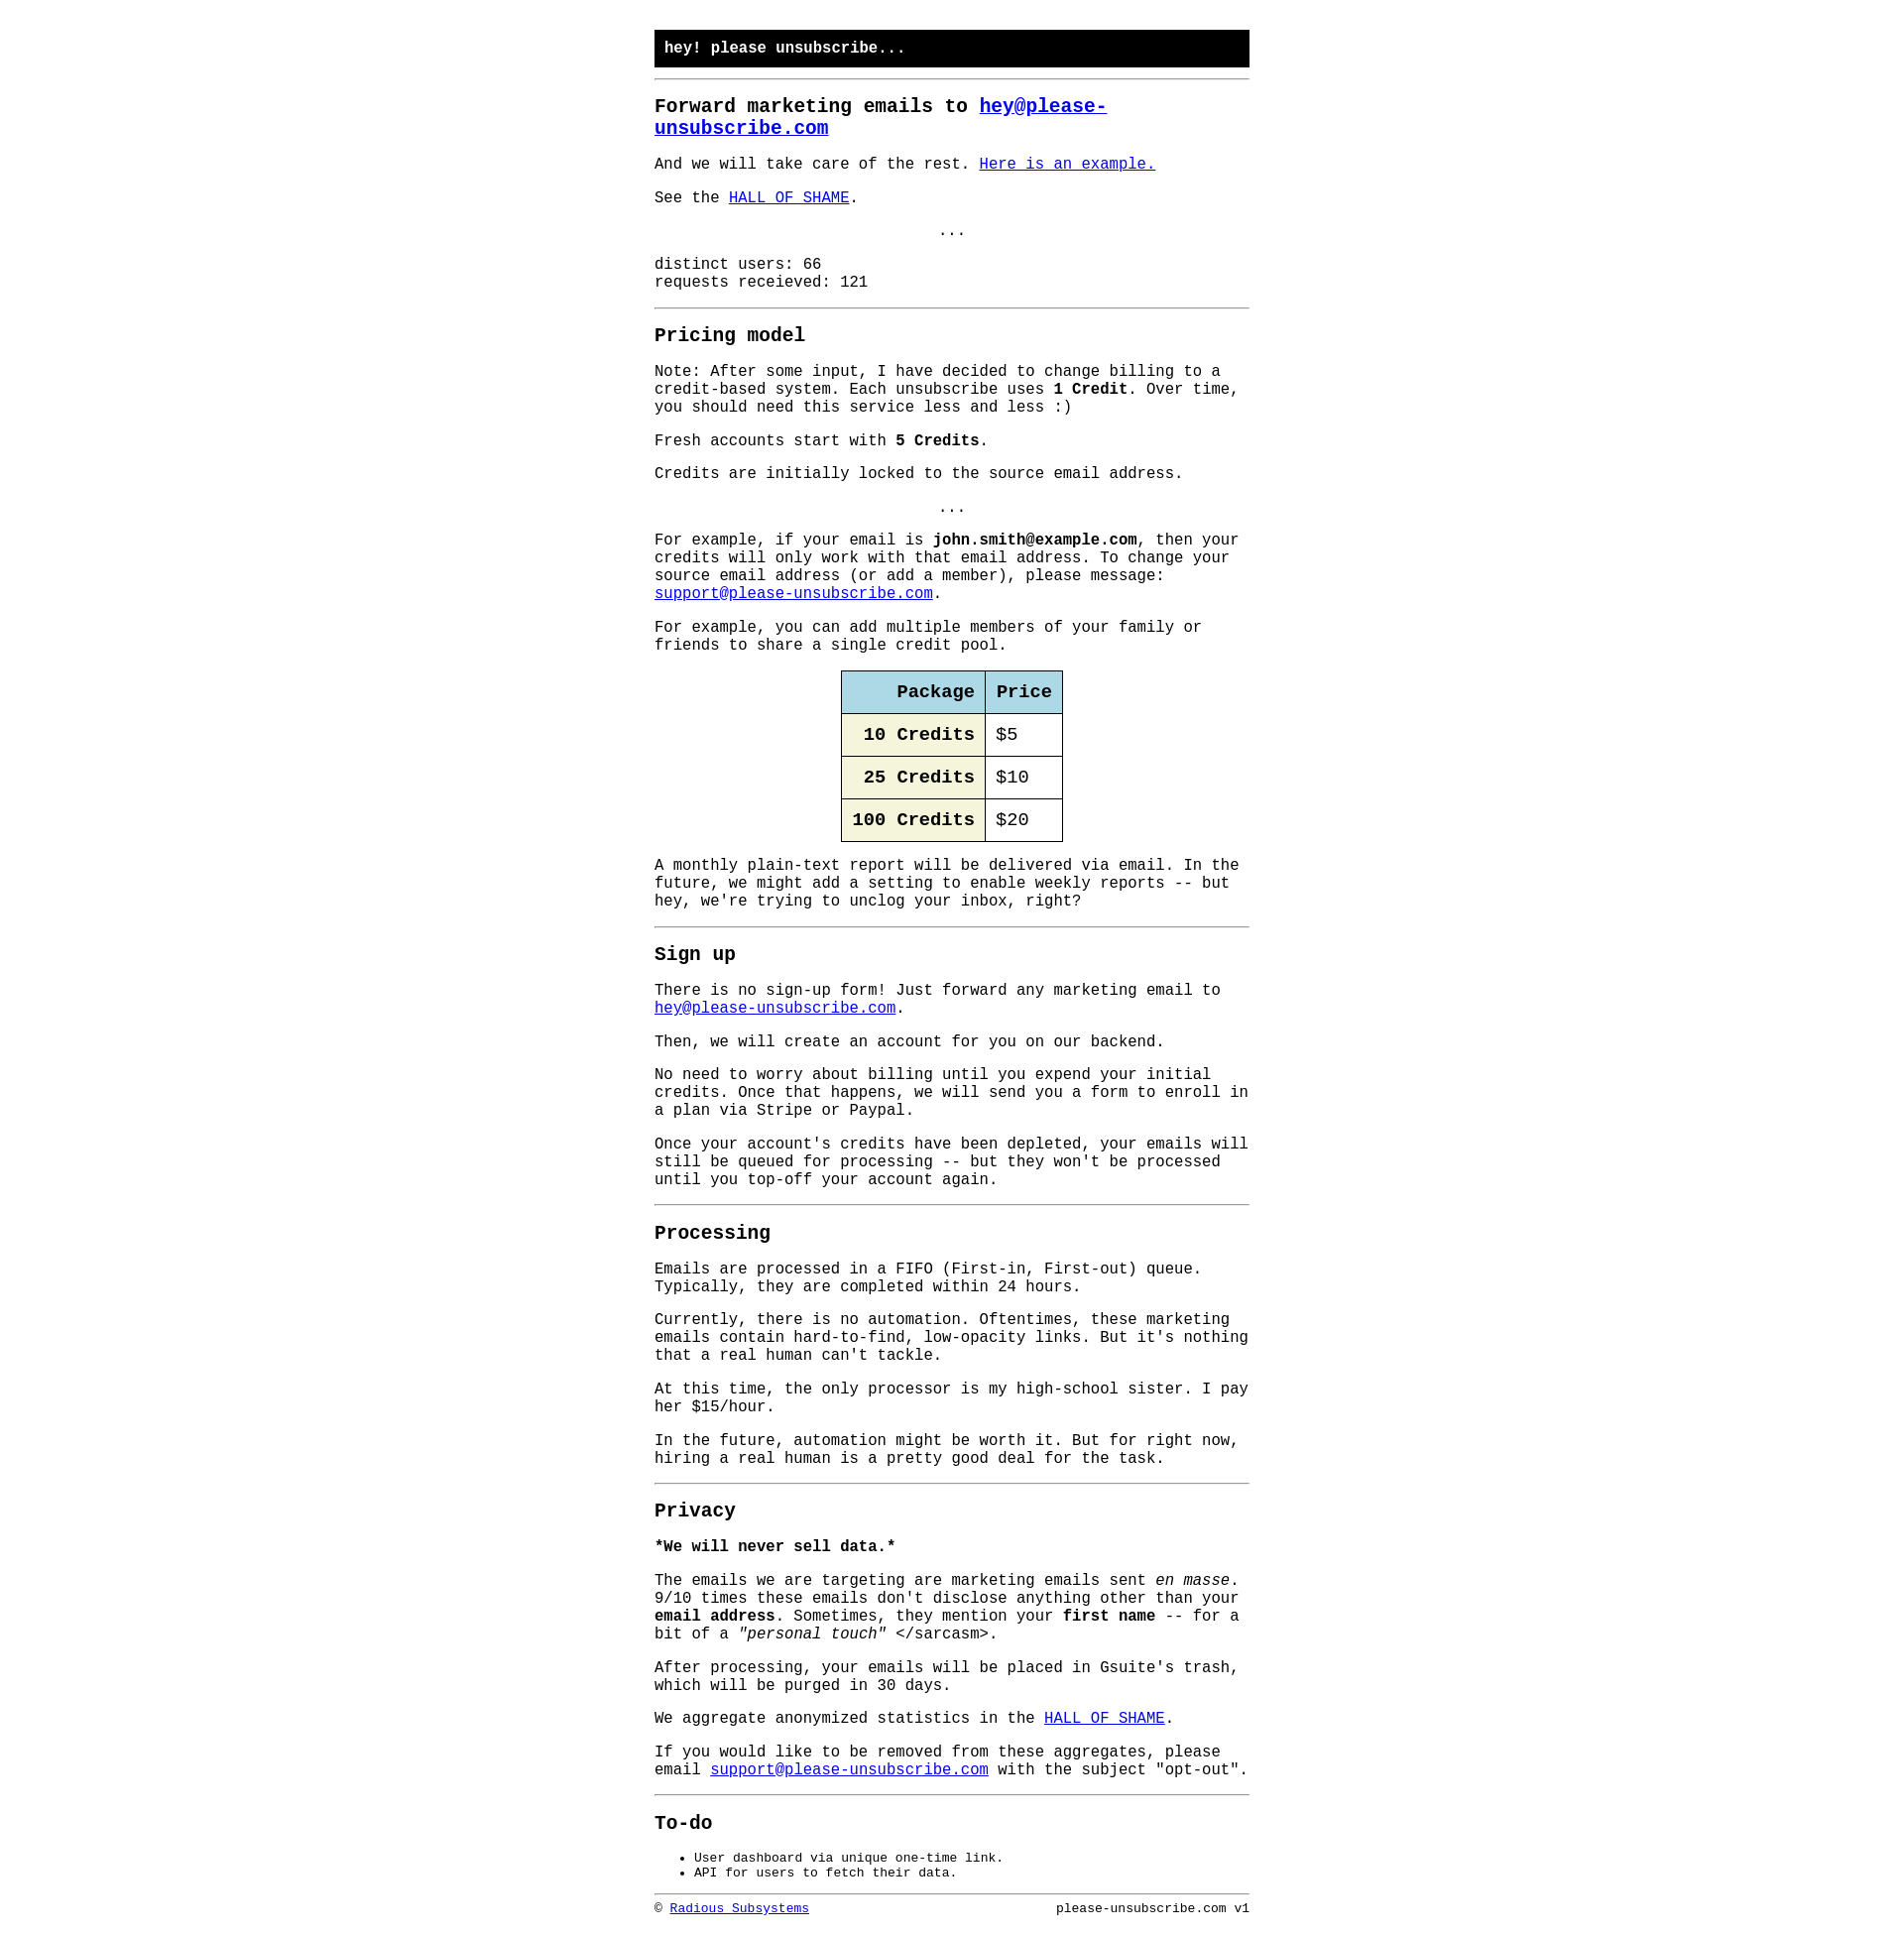 hey! please unsubscribe...
Forward marketing emails to hey@please-
unsubscribe.com
And we will take care of the rest. Here is an example.
See the HALL OF SHAME.
...
distinct users: 66
requests receieved: 121
Pricing model
Note: After some input, I have decided to change billing to a
credit-based system. Each unsubscribe uses 1 Credit. Over time,
you should need this service less and less :)
Fresh accounts start with 5 Credits.
Credits are initially locked to the source email address.
...
For example, if your email is john.smith@example.com, then your
credits will only work with that email address. To change your
source email address (or add a member), please message:
support@please-unsubscribe.com.
For example, you can add multiple members of your family or
friends to share a single credit pool.
Package Price
10 Credits $5
25 Credits $10
100 Credits $20
A monthly plain-text report will be delivered via email. In the
future, we might add a setting to enable weekly reports -- but
hey, we're trying to unclog your inbox, right?
Sign up
There is no sign-up form! Just forward any marketing email to
hey@please-unsubscribe.com.
Then, we will create an account for you on our backend.
No need to worry about billing until you expend your initial
credits. Once that happens, we will send you a form to enroll in
a plan via Stripe or Paypal.
Once your account's credits have been depleted, your emails will
still be queued for processing -- but they won't be processed
until you top-off your account again.
Processing
Emails are processed in a FIFO (First-in, First-out) queue.
Typically, they are completed within 24 hours.
Currently, there is no automation. Oftentimes, these marketing
emails contain hard-to-find, low-opacity links. But it's nothing
that a real human can't tackle.
At this time, the only processor is my high-school sister. I pay
her $15/hour.
In the future, automation might be worth it. But for right now,
hiring a real human is a pretty good deal for the task.
Privacy
*We will never sell data.*
The emails we are targeting are marketing emails sent en masse.
9/10 times these emails don't disclose anything other than your
email address. Sometimes, they mention your first name -- for a
bit of a "personal touch" </sarcasm>.
After processing, your emails will be placed in Gsuite's trash,
which will be purged in 30 days.
We aggregate anonymized statistics in the HALL OF SHAME.
If you would like to be removed from these aggregates, please
email support@please-unsubscribe.com with the subject "opt-out".
To-do
• User dashboard via unique one-time link.
• API for users to fetch their data.
© Radious Subsystems please-unsubscribe.com v1